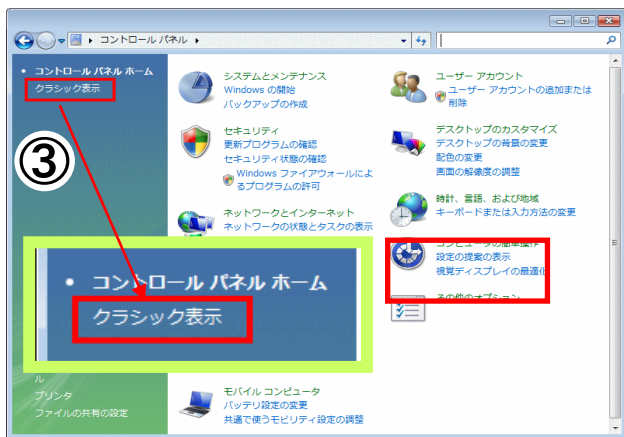 コントロール パネル
コントロール パネル ホーム
クラシック表示
③
システムとメンテナンス
Windows の開始
バックアップの作成
セキュリティ
更新プログラムの確認
セキュリティ状態の確認
Windows ファイアウォールによ
るプログラムの許可
ネットワークとインターネット
ネットワークの状態とタスクの表示
コントロール パネル ホーム
クラシック表示
ル
プリンタ
ファイルの共有の設定
モバイル コンピュータ
バッテリ設定の変更
共通で使うモビリティ設定の調整
ユーザー アカウント
ユーザー アカウントの追加または
削除
デスクトップのカスタマイズ
デスクトップの背景の変更
配色の変更
画面の解像度の調整
時計、言語、および地域
キーボードまたは入力方法の変更
コンピュータの簡単操作
設定の提案の表示
視覚ディスプレイの最適化
その他のオプション